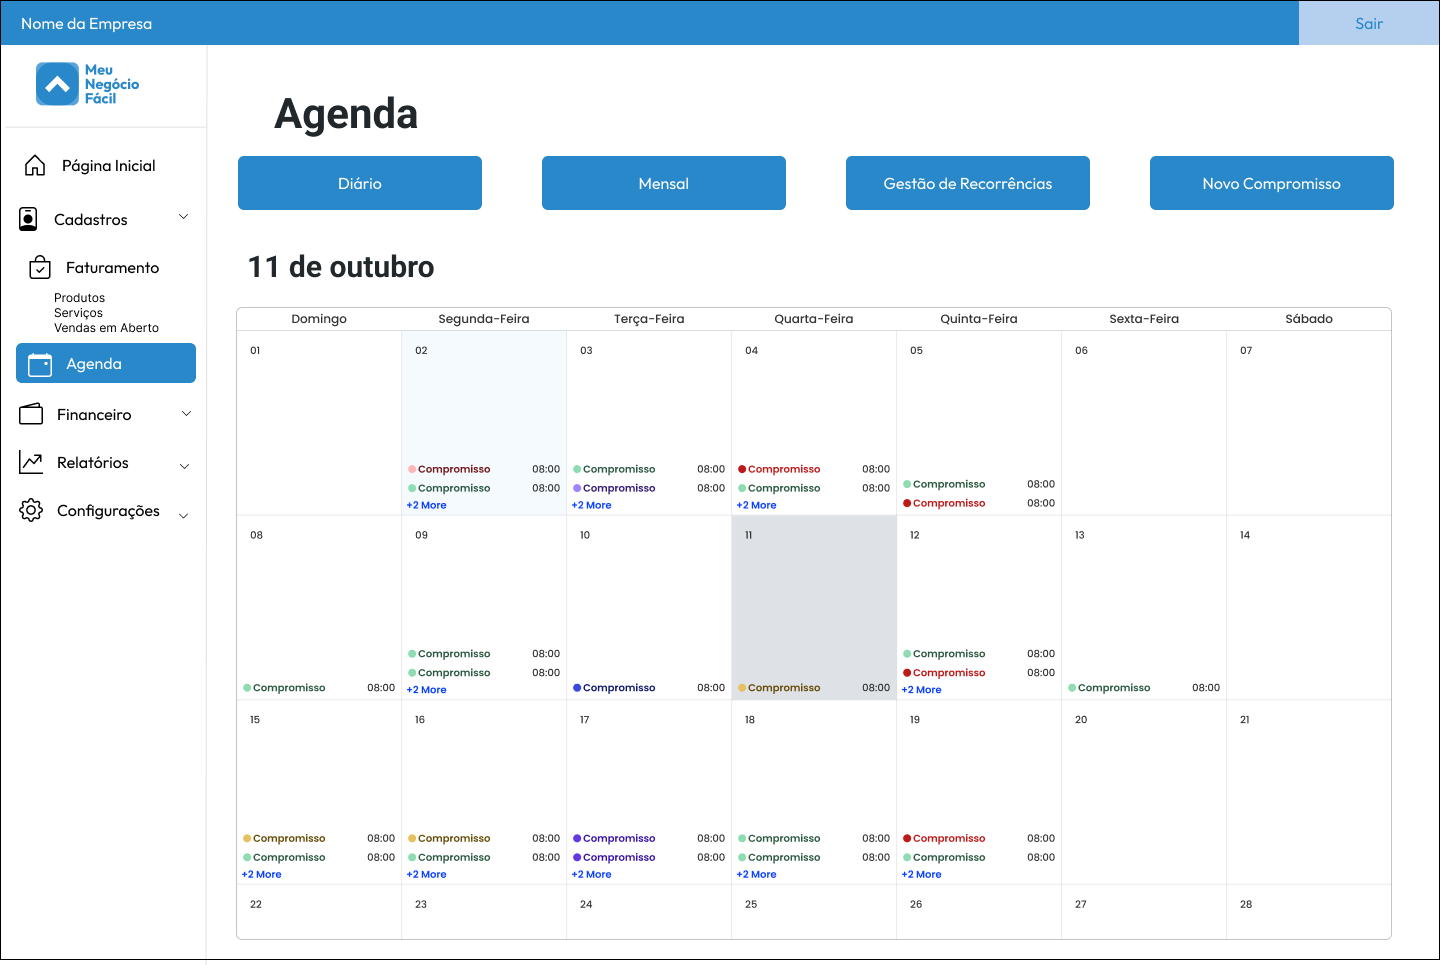 Nome da Empresa
Sair
Meu
Negócio
Fácil
Página Inicial
Cadastros
Faturamento
Produtos
Serviços
Vendas em Aberto
Agenda
Financeiro
Relatórios
Configurações
Agenda
Diário
Mensal
Gestão de Recorrências
Novo Compromisso
11 de outubro
Domingo Segunda-Feira Terça-Feira Quarta-Feira Quinta-Feira Sexta-Feira Sábado
01 02 03 04 05 06 07
Compromisso 08:00 Compromisso 08:00 Compromisso 08:00
Compromisso 08:00 Compromisso 08:00 Compromisso 08:00 Compromisso 08:00
+2 More +2 More +2 More Compromisso 08:00
08 09 10 11 12 13 14
Compromisso 08:00 Compromisso 08:00
Compromisso 08:00 Compromisso 08:00
Compromisso 08:00 +2 More Compromisso 08:00 Compromisso 08:00 +2 More Compromisso 08:00
15 16 17 18 19 20 21
Compromisso 08:00 Compromisso 08:00 Compromisso 08:00 Compromisso 08:00 Compromisso 08:00
Compromisso 08:00 Compromisso 08:00 Compromisso 08:00 Compromisso 08:00 Compromisso 08:00
+2 More +2 More +2 More +2 More +2 More
22 23 24 25 26 27 28